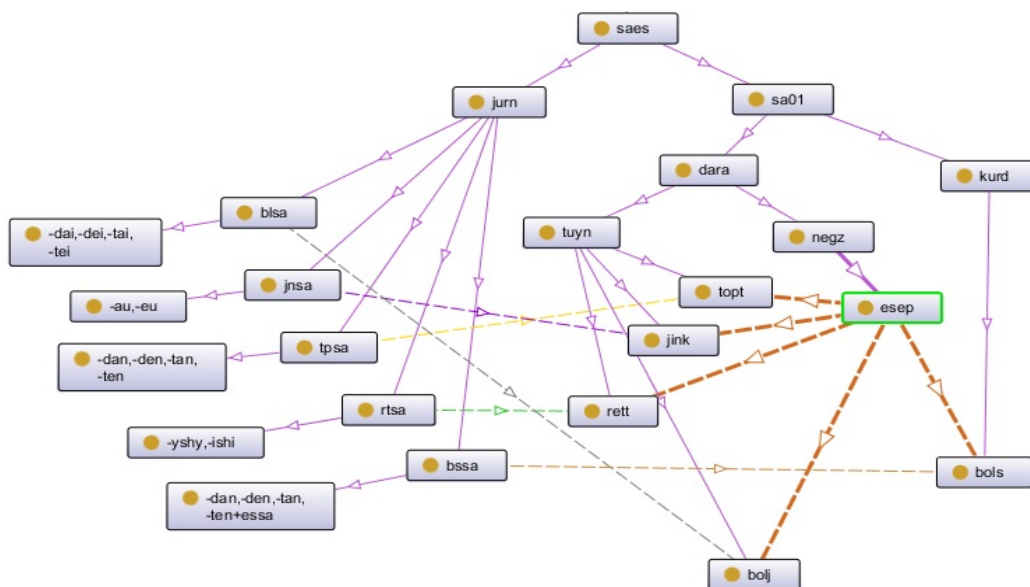 saes
jurn
sa01
dara
kurd
blsa
-dai,-dei,-tai,
-tei
tuyn
negz
jnsa
-au,-eu
topt
esep
tpsa
jink
-dan,-den,-tan,
-ten
rtsa
rett
-yshy,-ishi
bssa
bols
-dan,-den,-tan,
-ten+essa
bolj